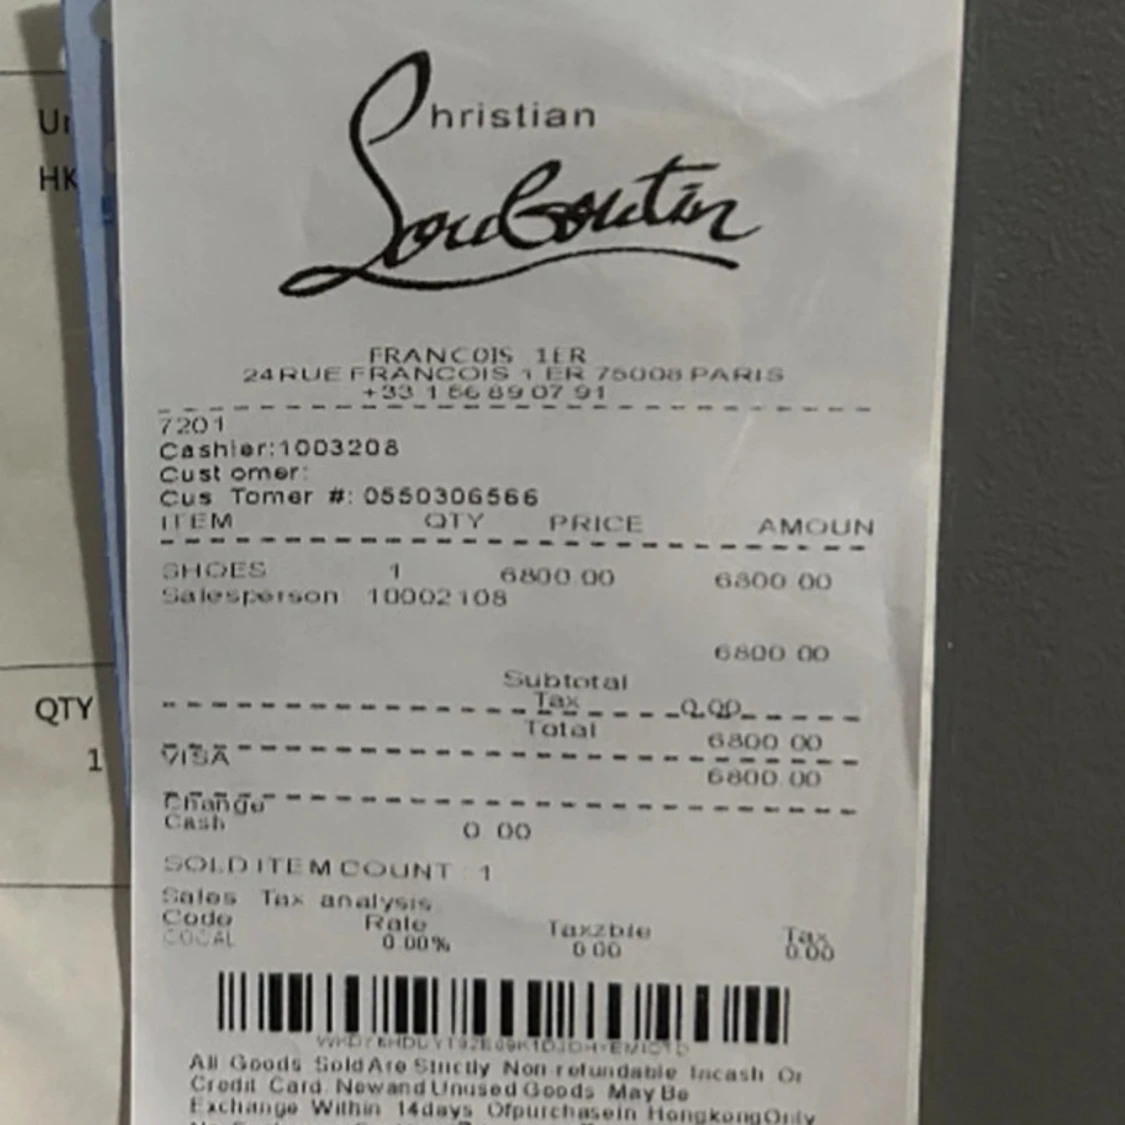 Christian
Louboutin
FRANCOIS 1ER
24 RUE FRANCOIS 1 ER 75008 PARIS
+33 1 56 89 07 91
7201
Cashier:1003208
Cust omer:
Cus Tomer #: 0550306566
ITEM QTY PRICE AMOUN
SHOES 1 6800.00 6800 00
Salesperson 10002108
6800 00
Subtotal
Tax 0.00
Total 6800 00
VISA 6800.00
Change
Cash 0 00
SOLD ITEM COUNT 1
Sales Tax analysis
Code Rate Taxzble Tax
COCAL 0 00% 0 00 0.00
All Goods Sold Are Strictly Non-refundable Incash Or
Credit Card. Newand Unused Goods May Be
Exchange Within 14days Ofpurchasein HongkongOnly
HK
QTY
1